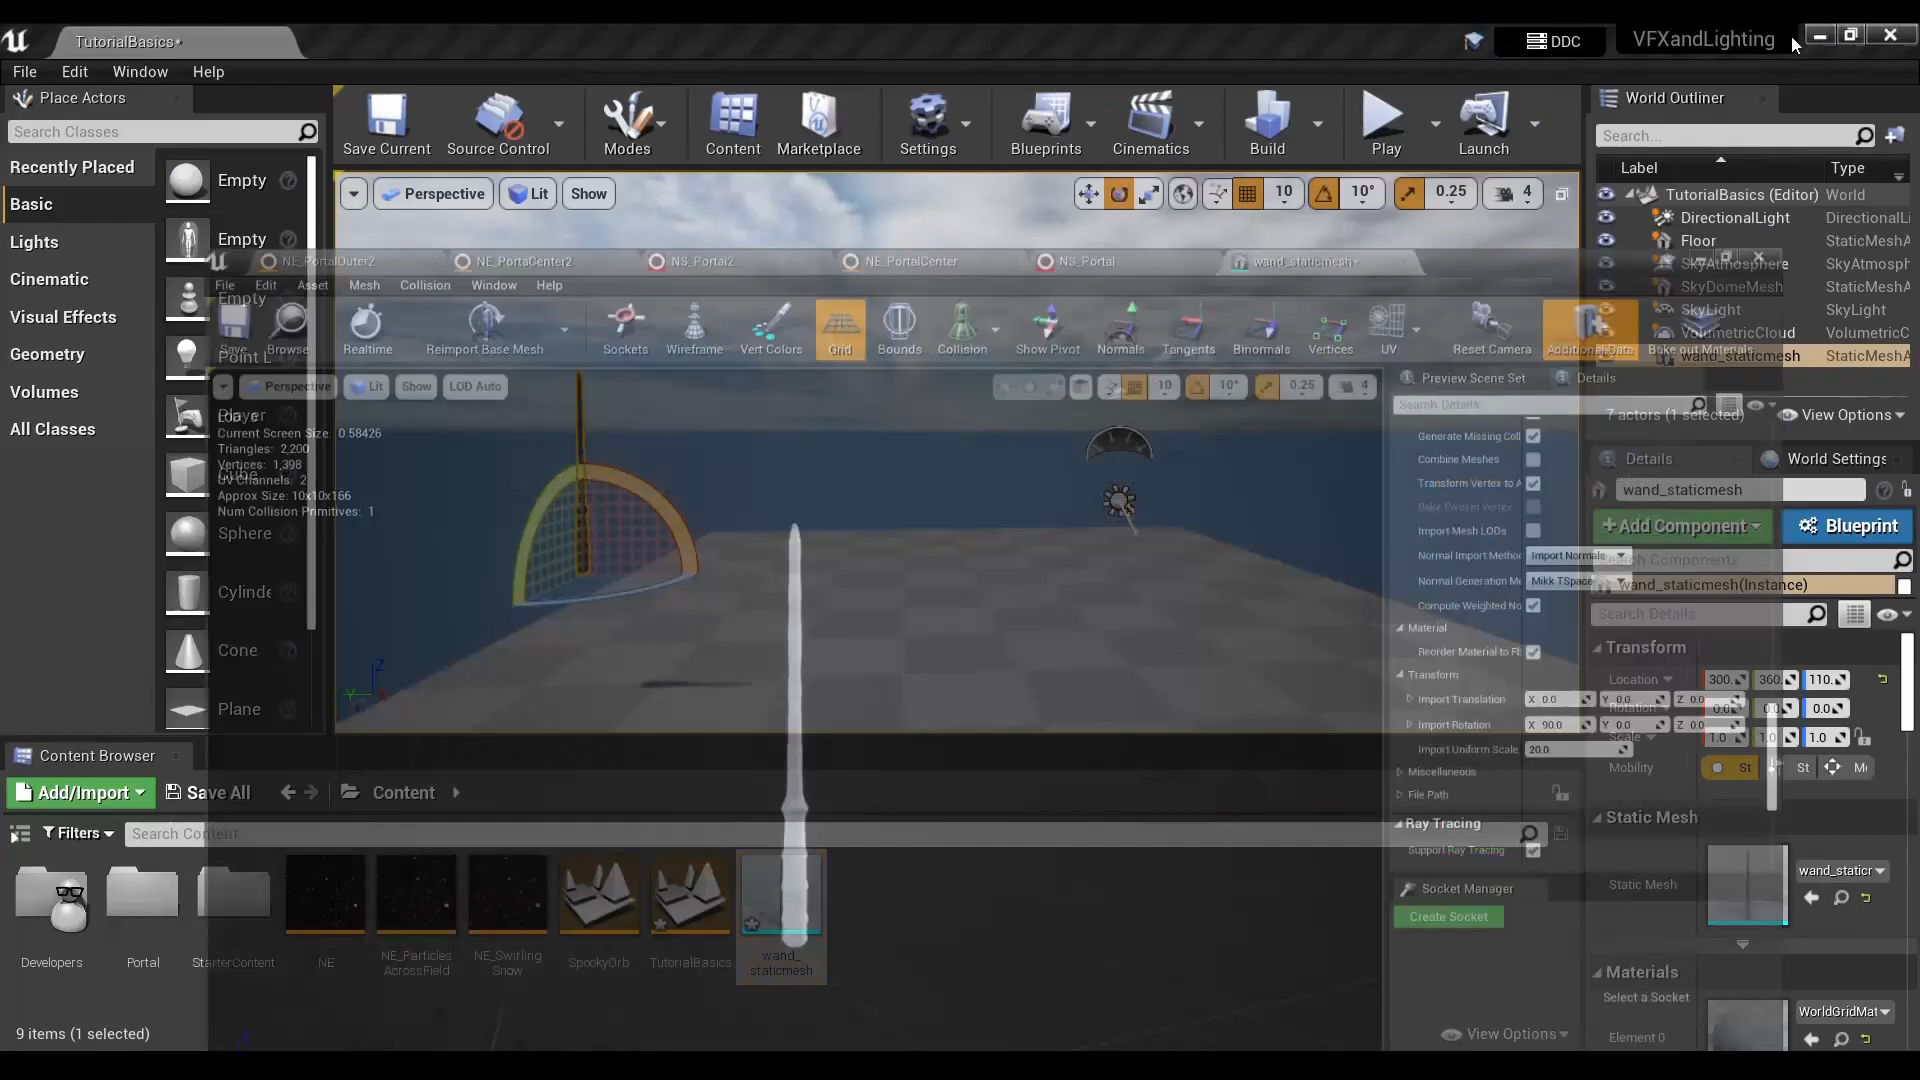 TutorialBasics•
DDC
VFXandLighting
File Edit Window Help
Place Actors
Search Classes
Recently Placed
Basic
Lights
Cinematic
Visual Effects
Geometry
Volumes
All Classes
Empty
Empty
Empty
Point L
Player
Cube
Sphere
Cylinde
Cone
Plane
Save Current
Source Control
Modes
Content
Marketplace
Settings
Blueprints
Cinematics
Build
Play
Launch
Perspective
Lit
Show
10
10°
0.25
4
World Outliner
Search...
Label Type
TutorialBasics (Editor) World
DirectionalLight DirectionalLi
Floor StaticMeshA
SkyAtmosphere SkyAtmosph
SkyDomeMesh StaticMeshA
SkyLight SkyLight
VolumetricCloud VolumetricC
wand_staticmesh StaticMeshA
7 actors (1 selected)
View Options
NE_PortalOuter2
NE_PortaCenter2
NS_Portal2
NE_PortalCenter
NS_Portal
wand_staticmesh•
File Edit Asset Mesh Collision Window Help
Save
Browse
Realtime
Reimport Base Mesh
Sockets
Wireframe
Vert Colors
Grid
Bounds
Collision
Show Pivot
Normals
Tangents
Binormals
Vertices
UV
Reset Camera
Additional Data
Bake out Materials
Perspective
Lit
Show
LOD Auto
10
10°
0.25
4
Current Screen Size: 0.58426
Triangles: 2,200
Vertices: 1,398
UV Channels: 2
Approx Size: 10x10x166
Num Collision Primitives: 1
Preview Scene Set
Details
Search Details
Generate Missing Coll
Combine Meshes
Transform Vertex to A
Bake Pivot in Vertex
Import Mesh LODs
Normal Import Metho
Import Normals
Normal Generation Me
Mikk TSpace
Compute Weighted No
Material
Reorder Material to Fb
Transform
Import Translation X 0.0 Y 0.0 Z 0.0
Import Rotation X 90.0 Y 0.0 Z 0.0
Import Uniform Scale 20.0
Miscellaneous
File Path
Ray Tracing
Support Ray Tracing
Socket Manager
Create Socket
Details
World Settings
wand_staticmesh
+Add Component
Blueprint
Search Components
wand_staticmesh(Instance)
Search Details
Transform
Location 300. 360. 110.
Rotation 0.0 0.0 0.0
Scale 1.0 1.0 1.0
Mobility St St M
Static Mesh
Static Mesh
wand_staticr
Materials
Select a Socket
WorldGridMat
Element 0
View Options
Z
Y
Content Browser
Add/Import
Save All
Content
Filters
Search Content
Developers
Portal
StarterContent
NE
NE_Particles
AcrossField
NE_Swirling
Snow
SpookyOrb
TutorialBasics
wand_
staticmesh
9 items (1 selected)